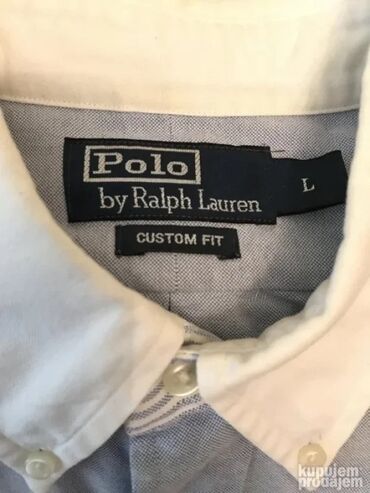 Polo
by Ralph Lauren
L
CUSTOM FIT
kupujem
prodajem